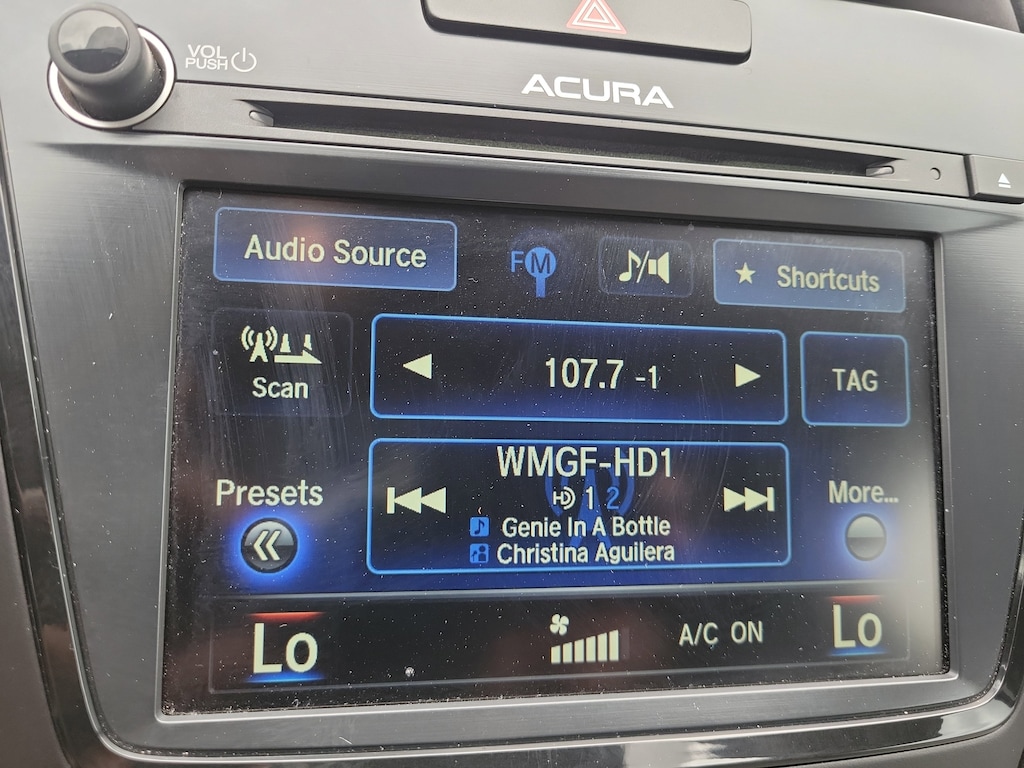 VOL
PUSH
ACURA
Audio Source
FM
Shortcuts
Scan
107.7 -1
TAG
WMGF-HD1
Presets
HD 1 2
More...
Genie In A Bottle
Christina Aguilera
Lo
A/C ON
Lo